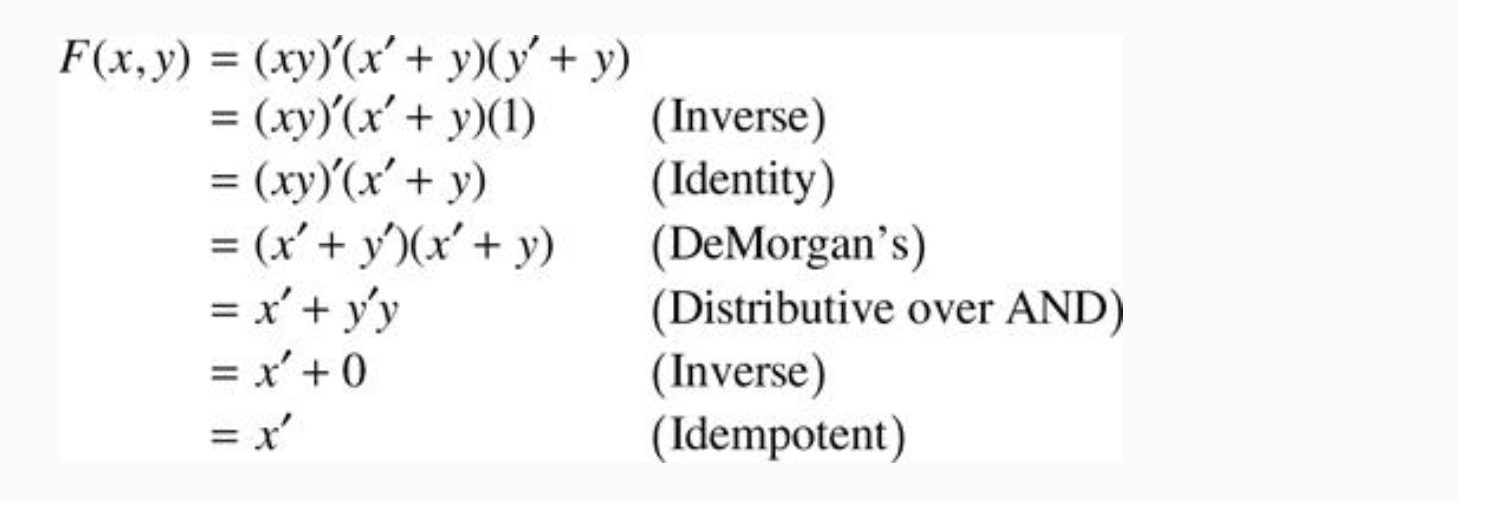 F(x, y) = (xy)′(x′ + y)(y′ + y)
= (xy)′(x′ + y)(1) (Inverse)
= (xy)′(x′ + y) (Identity)
= (x′ + y′)(x′ + y) (DeMorgan’s)
= x′ + y′y (Distributive over AND)
= x′ + 0 (Inverse)
= x′ (Idempotent)